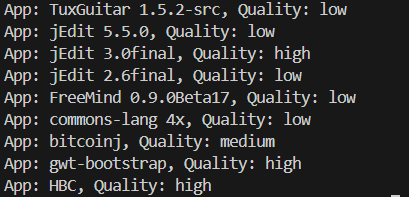 App: TuxGuitar 1.5.2-src, Quality: low
App: jEdit 5.5.0, Quality: low
App: jEdit 3.0final, Quality: high
App: jEdit 2.6final, Quality: low
App: FreeMind 0.9.0Beta17, Quality: low
App: commons-lang 4x, Quality: low
App: bitcoinj, Quality: medium
App: gwt-bootstrap, Quality: high
App: HBC, Quality: high